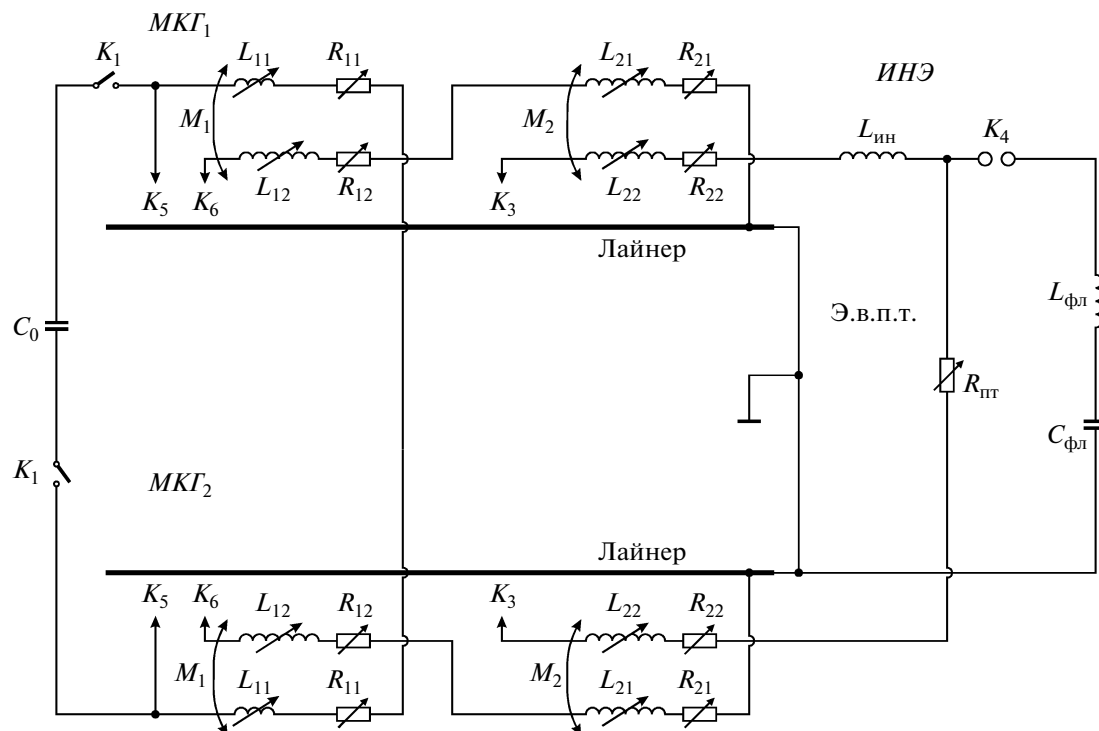 МКГ₁
K₁ L₁₁ R₁₁ L₂₁ R₂₁ ИНЭ
M₁ M₂ Lин K₄
K₅ K₆ L₁₂ R₁₂ K₃ L₂₂ R₂₂
Лайнер
C₀ Э.в.п.т. Lфл
Rпт
Cфл
K₁ МКГ₂
Лайнер
K₅ K₆ L₁₂ R₁₂ K₃ L₂₂ R₂₂
M₁ L₁₁ R₁₁ M₂ L₂₁ R₂₁